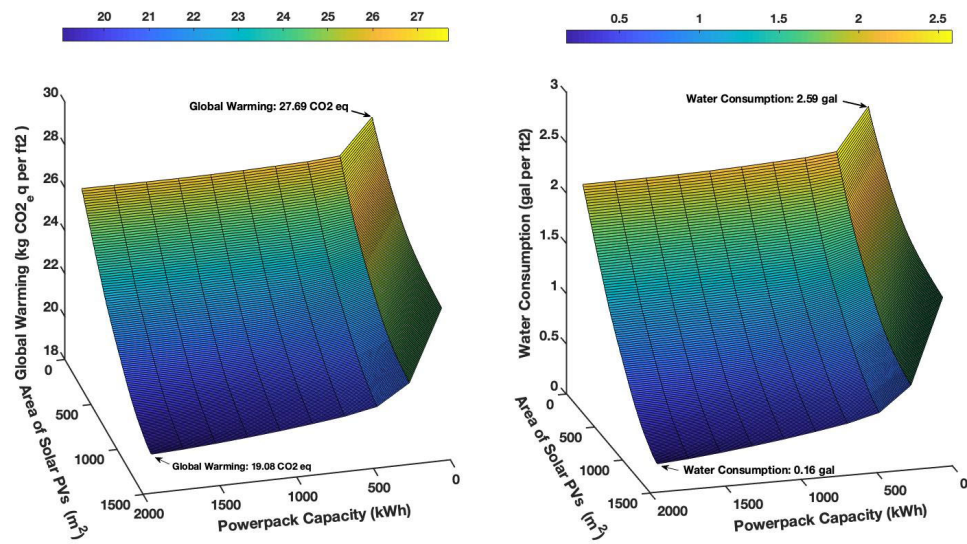 20 21 22 23 24 25 26 27
Global Warming: 27.69 CO2 eq
30
28
26
24
22
20
18
Global Warming (kg CO2e q per ft2 )
0
500
1000
1500
Area of Solar PVs (m2)
Global Warming: 19.08 CO2 eq
2000
1500
1000
500
0
Powerpack Capacity (kWh)
0.5 1 1.5 2 2.5
Water Consumption: 2.59 gal
3
2.5
2
1.5
1
0.5
0
Water Consumption (gal per ft2)
0
500
1000
1500
Area of Solar PVs (m2)
Water Consumption: 0.16 gal
2000
1500
1000
500
0
Powerpack Capacity (kWh)